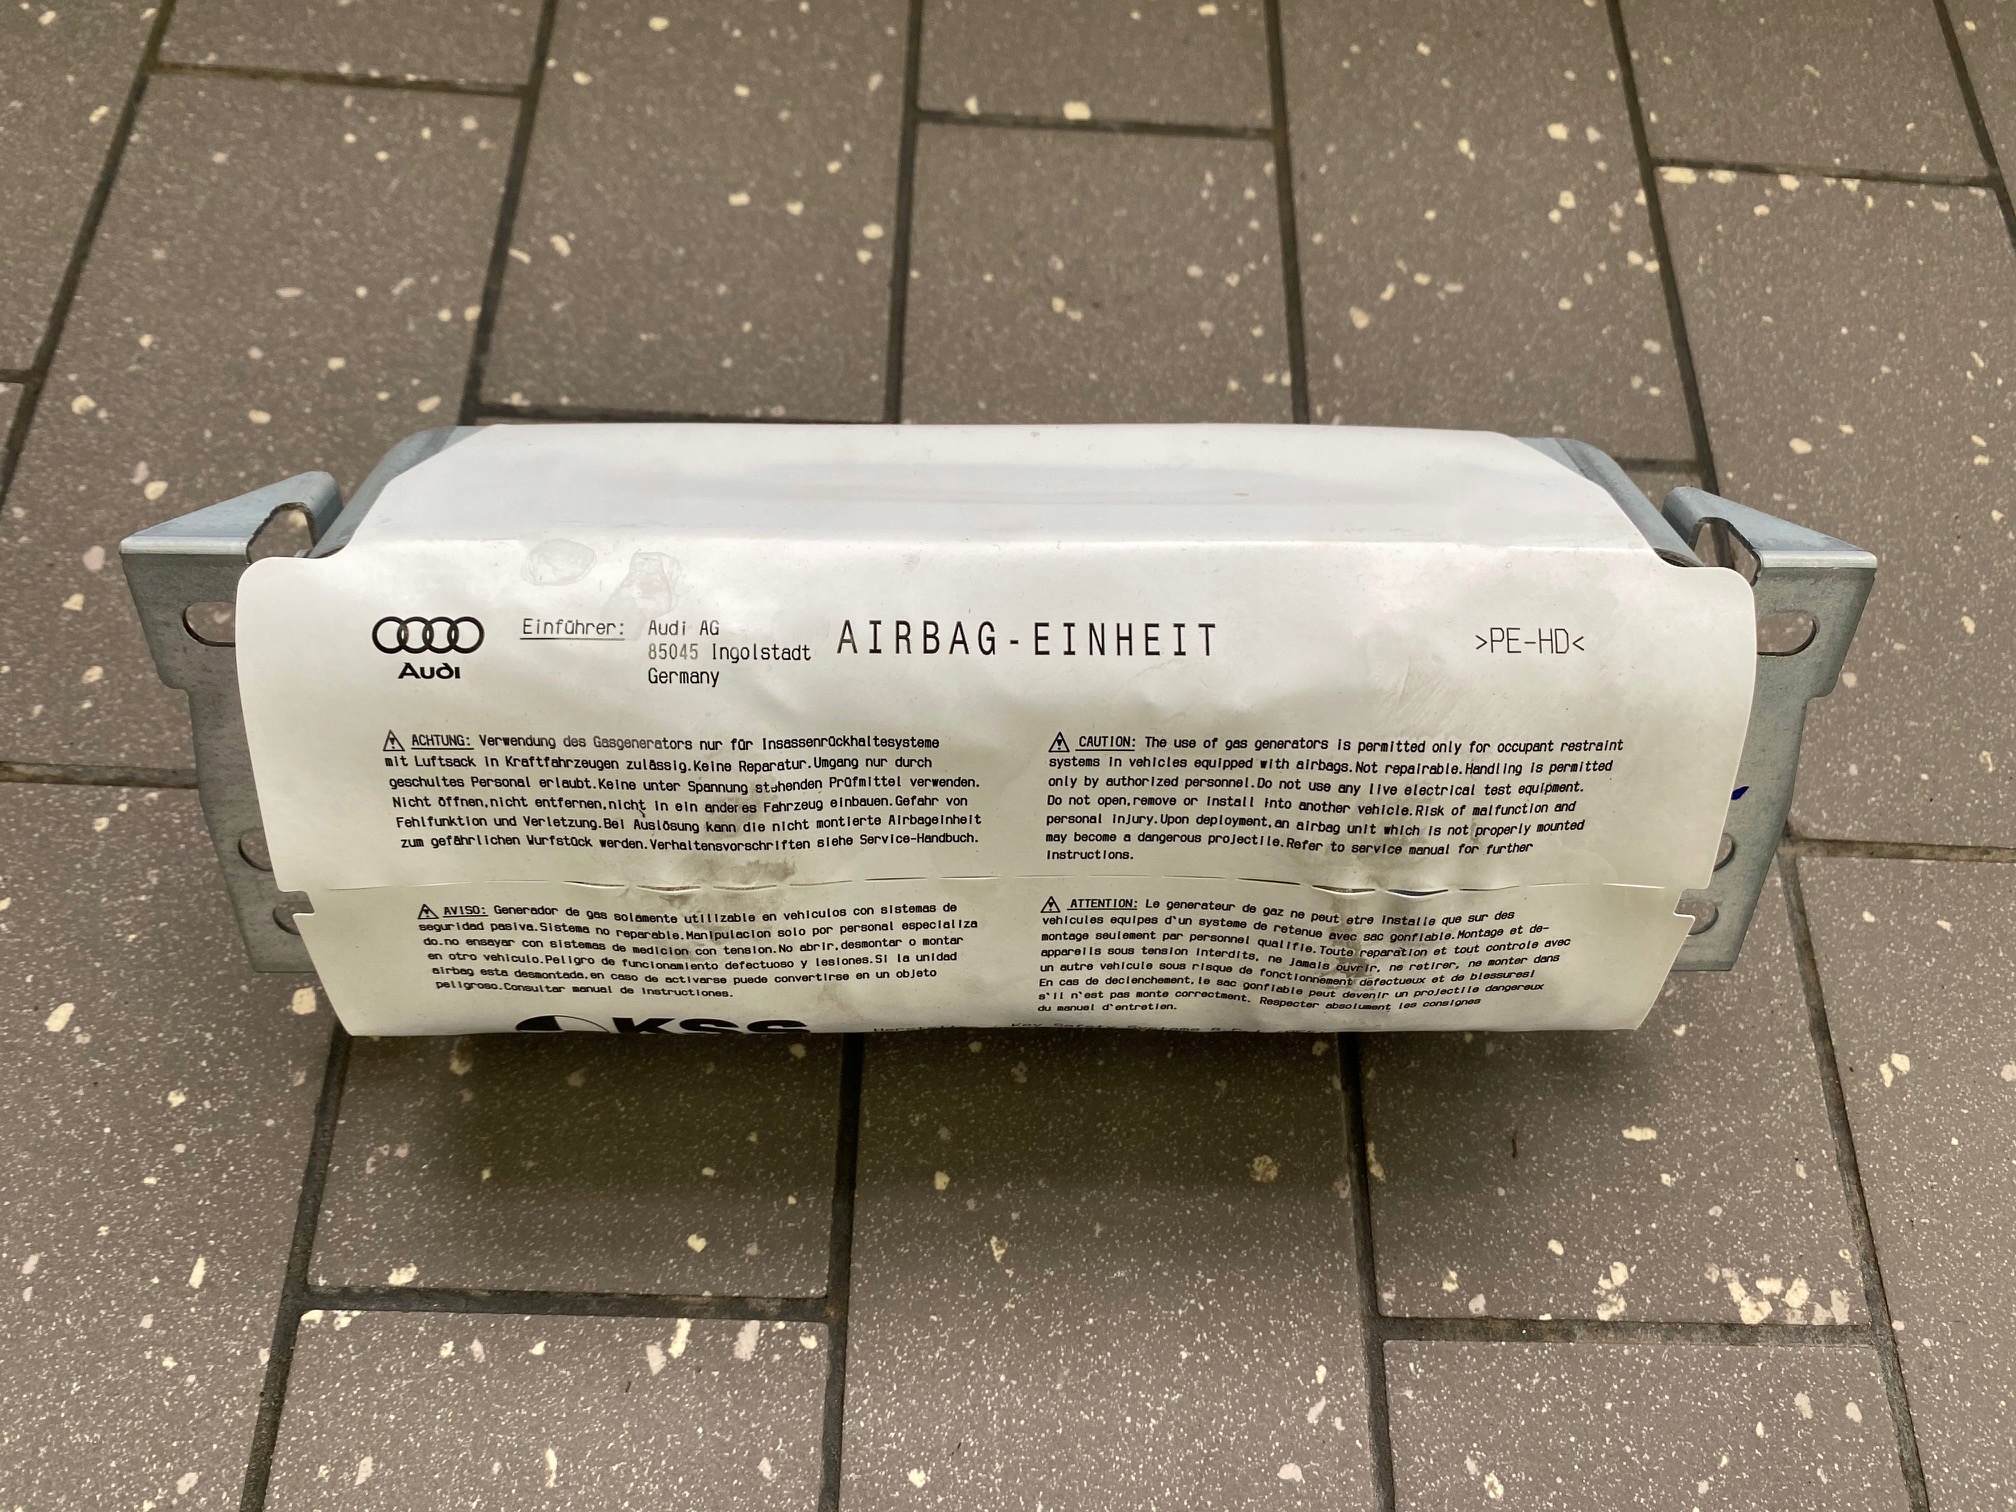 Audi
Einführer: Audi AG
85045 Ingolstadt
Germany
AIRBAG-EINHEIT
>PE-HD<
ACHTUNG: Verwendung des Gasgenerators nur für Insassenrückhaltesysteme
mit Luftsack in Kraftfahrzeugen zulässig.Keine Reparatur.Umgang nur durch
geschultes Personal erlaubt.Keine unter Spannung stehenden Prüfmittel verwenden.
Nicht öffnen,nicht entfernen,nicht in ein anderes Fahrzeug einbauen.Gefahr von
Fehlfunktion und Verletzung.Bei Auslösung kann die nicht montierte Airbageinheit
zum gefährlichen Wurfstück werden.Verhaltensvorschriften siehe Service-Handbuch.
CAUTION: The use of gas generators is permitted only for occupant restraint
systems in vehicles equipped with airbags.Not repairable.Handling is permitted
only by authorized personnel.Do not use any live electrical test equipment.
Do not open,remove or install into another vehicle.Risk of malfunction and
personal injury.Upon deployment,an airbag unit which is not properly mounted
may become a dangerous projectile.Refer to service manual for further
instructions.
AVISO: Generador de gas solamente utilizable en vehiculos con sistemas de
seguridad pasiva.Sistema no reparable.Manipulacion solo por personal especializa
do.no ensayar con sistemas de medicion con tension.No abrir,desmontar o montar
en otro vehiculo.Peligro de funcionamiento defectuoso y lesiones.Si la unidad
airbag esta desmontada,en caso de activarse puede convertirse en un objeto
peligroso.Consultar manual de instructiones.
ATTENTION: Le generateur de gaz ne peut etre installe que sur des
vehicules equipes d'un systeme de retenue avec sac gonflable.Montage et de-
montage seulement par personnel qualifie.Toute reparation et tout controle avec
appareils sous tension interdits, ne jamais ouvrir, ne retirer, ne monter dans
un autre vehicule sous risque de fonctionnement defectueux et de blessures!
En cas de declenchement,le sac gonflable peut devenir un projectile dangereux
s'il n'est pas monte correctment. Respecter absolument les consignes
du manuel d'entretien.
KSS
Key Safety Systems